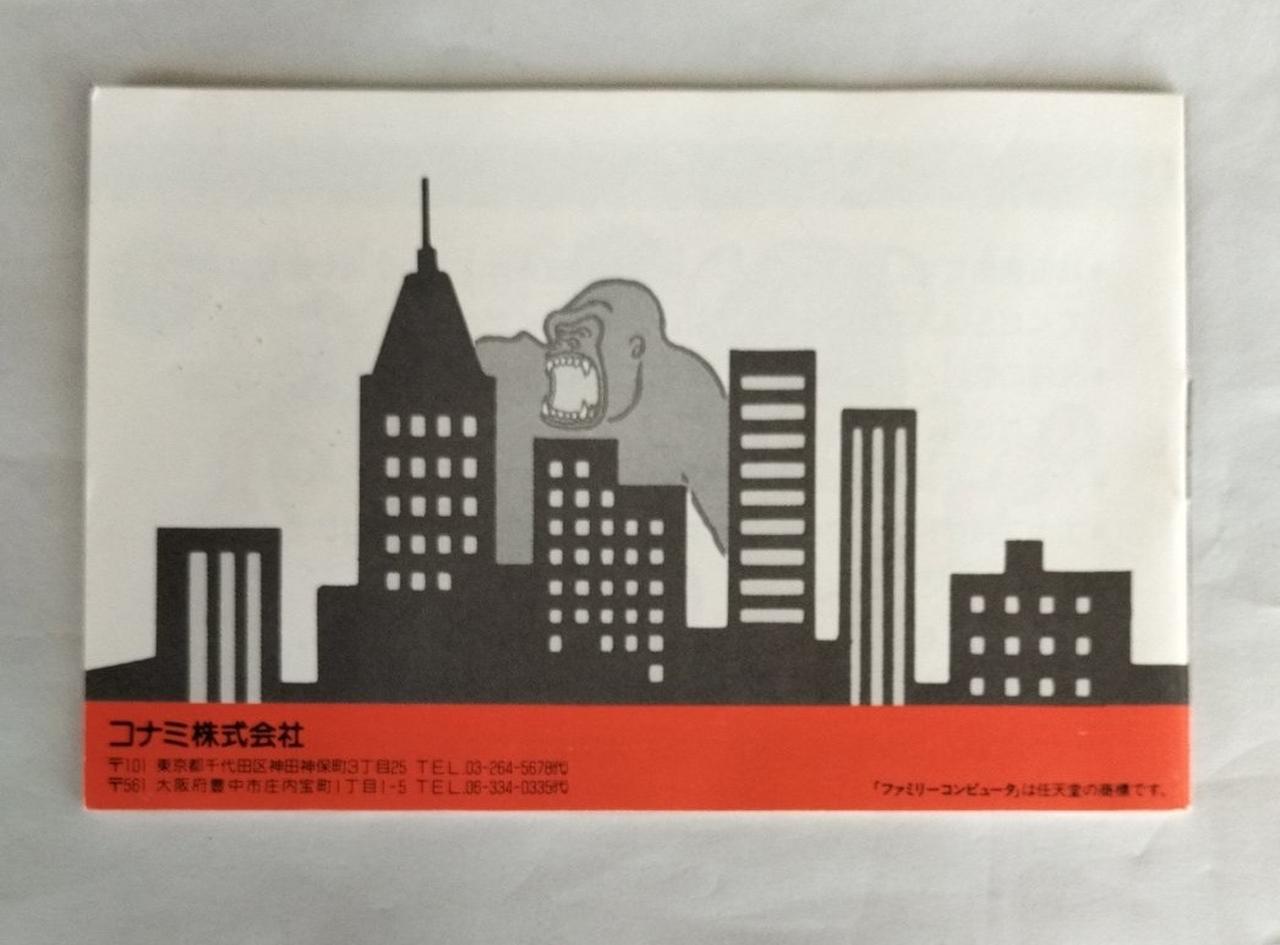 コナミ株式会社
〒101 東京都千代田区神田神保町3丁目25 TEL.03-264-5678代
〒561 大阪府豊中市庄内宝町1丁目1-5 TEL.06-334-0335代
「ファミリーコンピュータ」は任天堂の商標です。